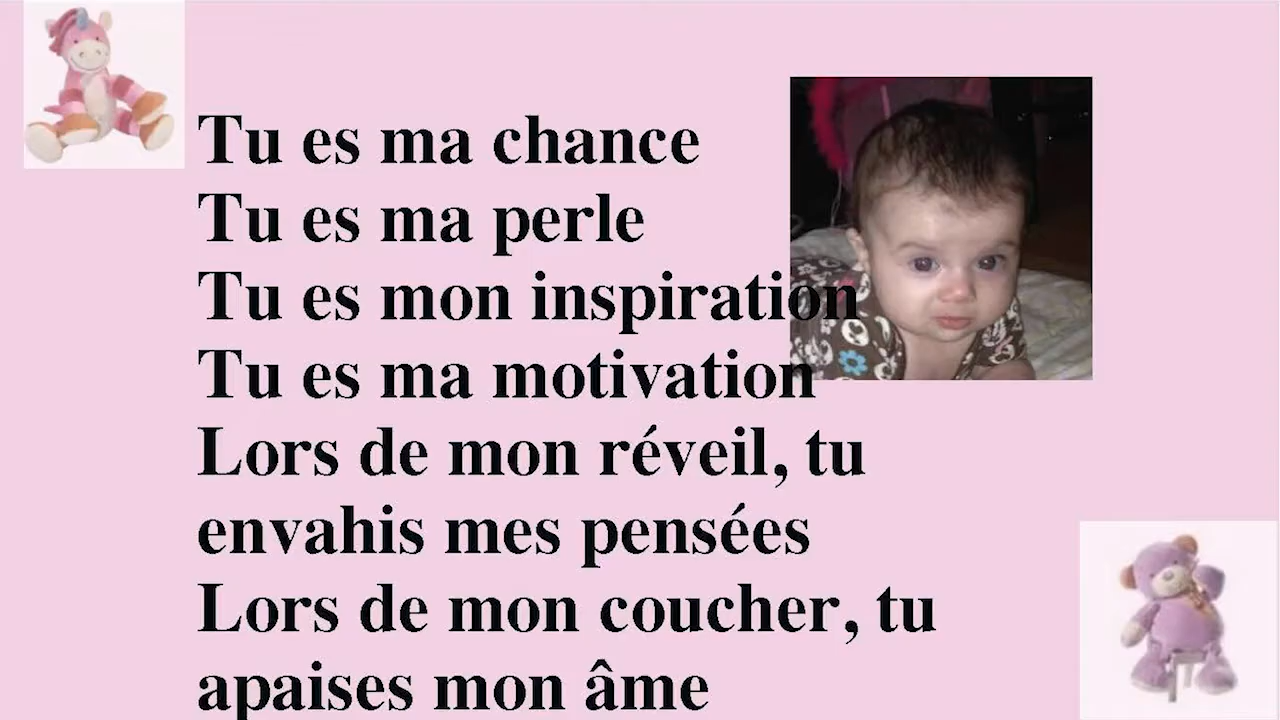 Tu es ma chance
Tu es ma perle
Tu es mon inspiration
Tu es ma motivation
Lors de mon réveil, tu
envahis mes pensées
Lors de mon coucher, tu
apaises mon âme